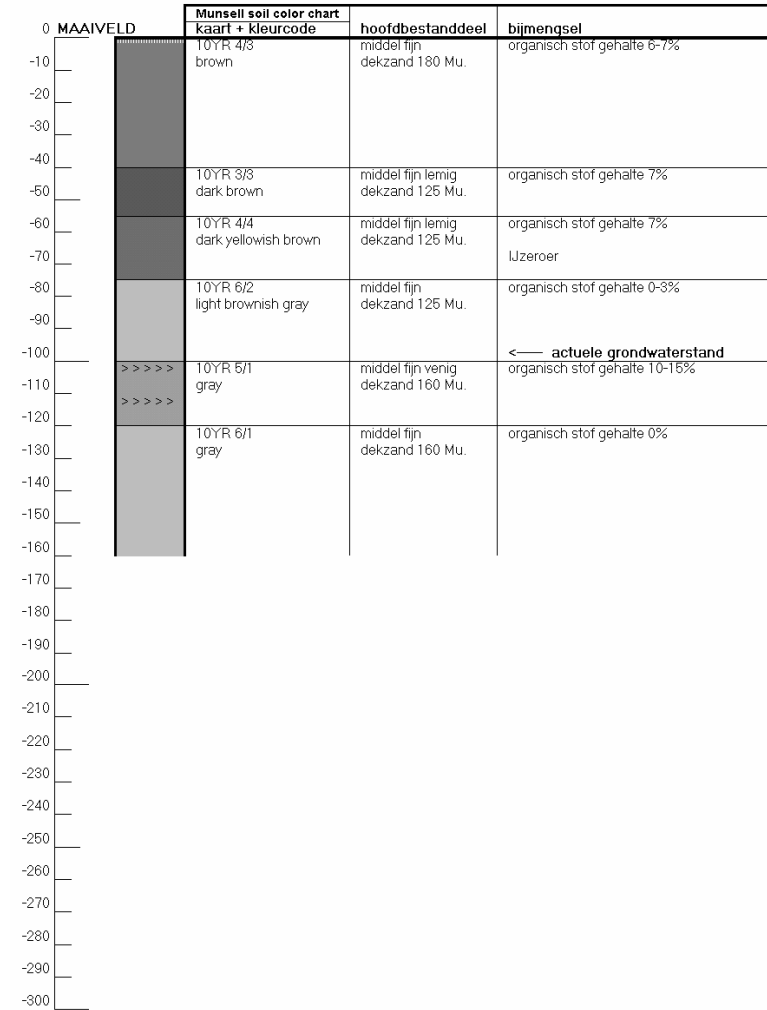 Munsell soil color chart
0 MAAIVELD kaart + kleurcode hoofdbestanddeel bijmengsel
10YR 4/3 middel fijn organisch stof gehalte 6-7%
-10 brown dekzand 180 Mu.
-20
-30
-40
10YR 3/3 middel fijn lemig organisch stof gehalte 7%
-50 dark brown dekzand 125 Mu.
-60 10YR 4/4 middel fijn lemig organisch stof gehalte 7%
dark yellowish brown dekzand 125 Mu.
-70 IJzeroer
-80 10YR 6/2 middel fijn organisch stof gehalte 0-3%
light brownish gray dekzand 125 Mu.
-90
-100 <—— actuele grondwaterstand
> > > > > 10YR 5/1 middel fijn venig organisch stof gehalte 10-15%
-110 gray dekzand 160 Mu.
> > > > >
-120
10YR 6/1 middel fijn organisch stof gehalte 0%
-130 gray dekzand 160 Mu.
-140
-150
-160
-170
-180
-190
-200
-210
-220
-230
-240
-250
-260
-270
-280
-290
-300